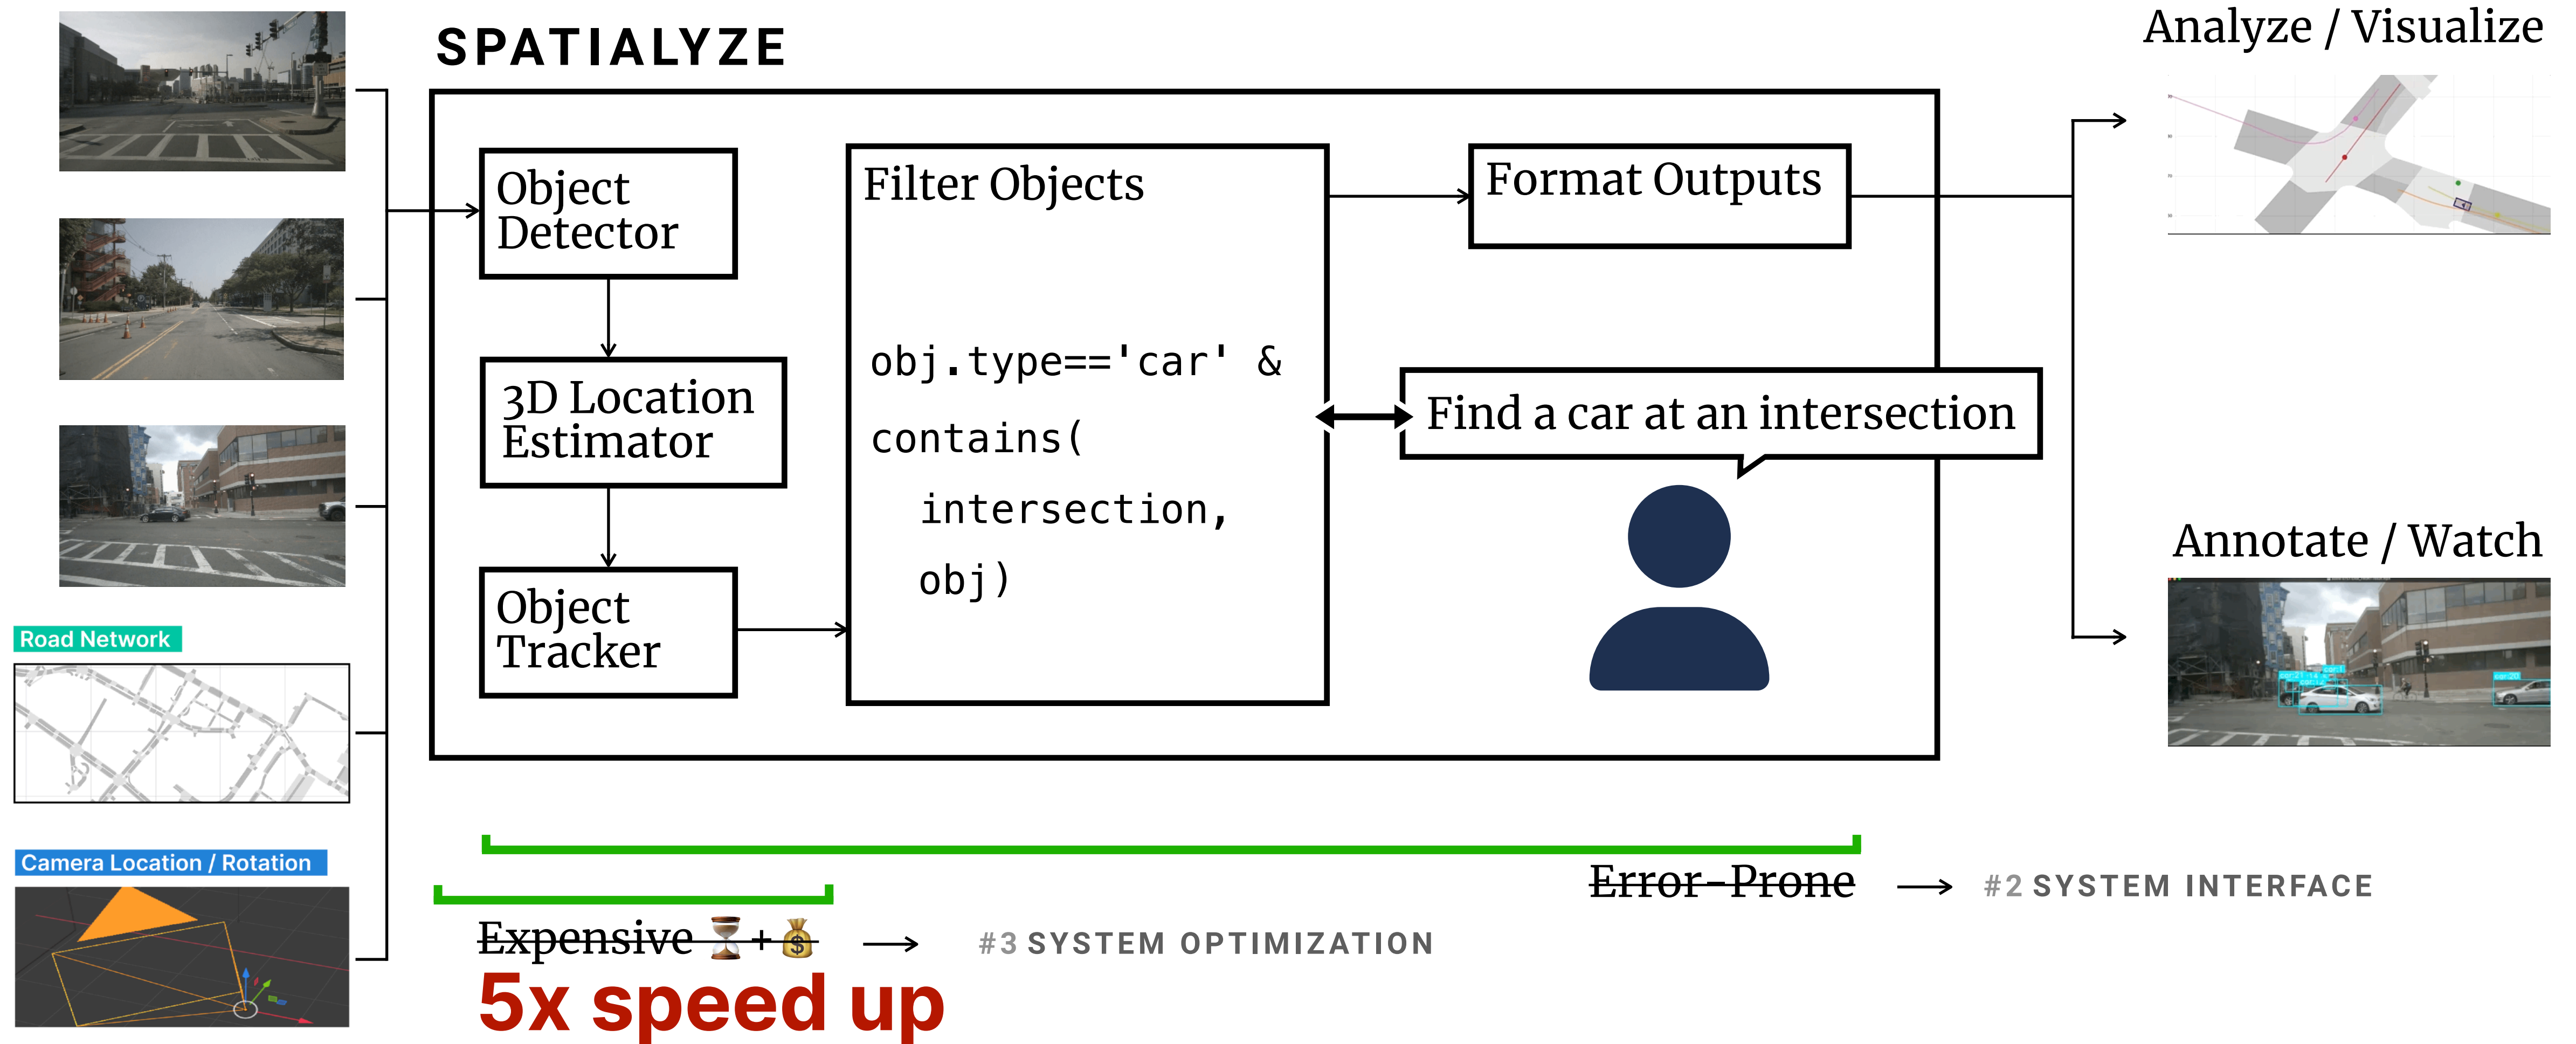 SPATIALYZE
Road Network
Camera Location / Rotation
Object
Detector
3D Location
Estimator
Object
Tracker
Filter Objects
obj.type=='car' &
contains(
intersection,
obj)
Format Outputs
Find a car at an intersection
Analyze / Visualize
Annotate / Watch
car:20
Error-Prone
#2 SYSTEM INTERFACE
Expensive ⏳+💰
#3 SYSTEM OPTIMIZATION
5x speed up